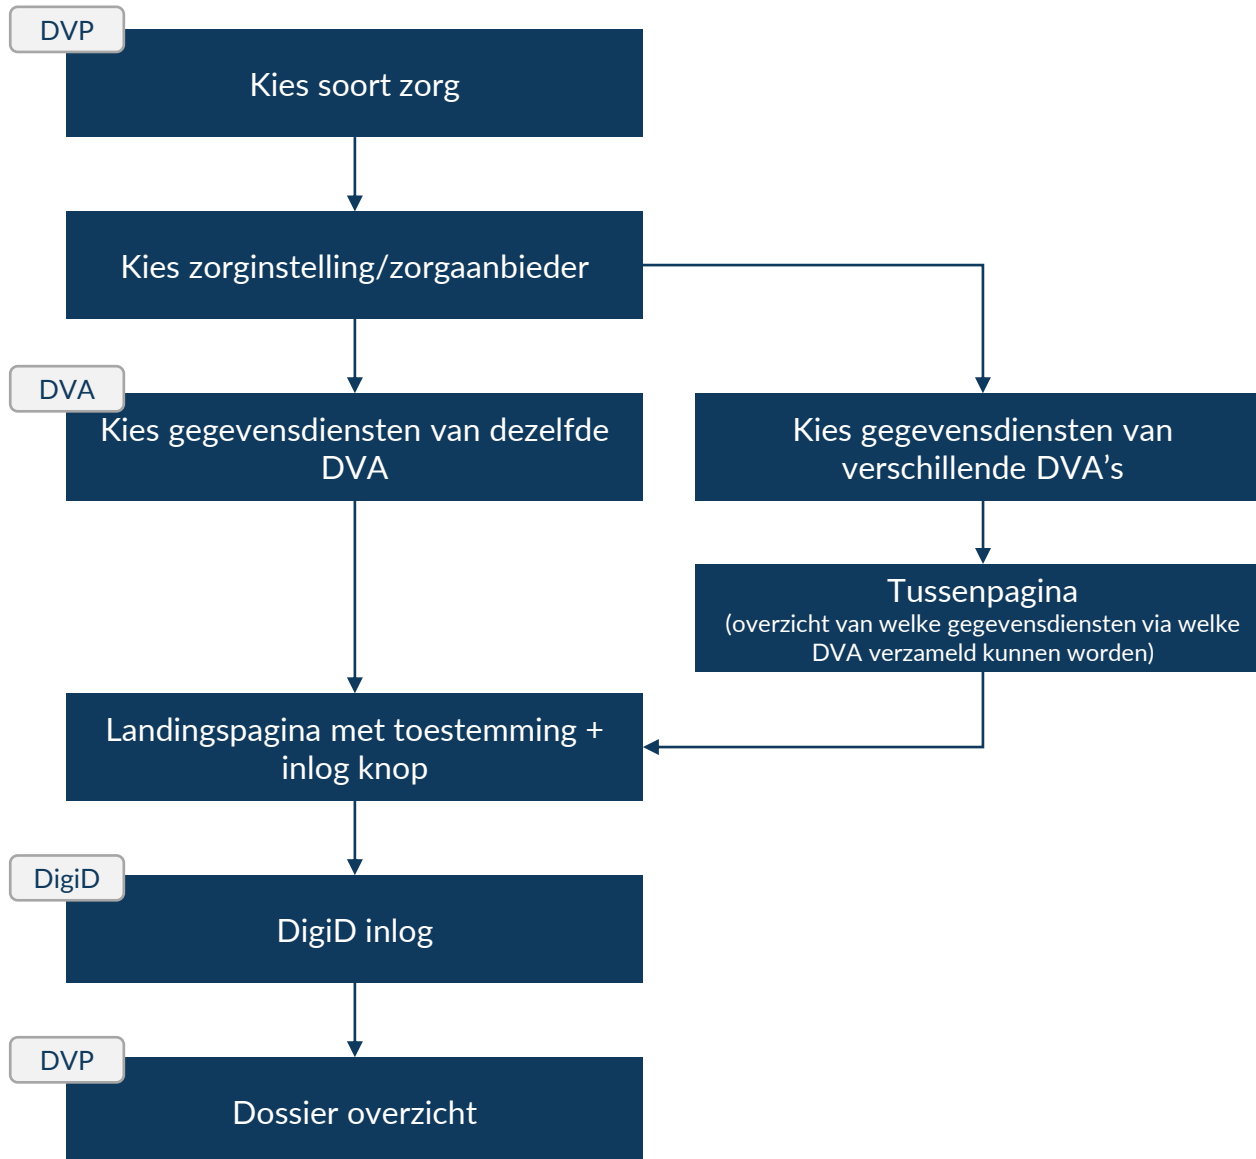 DVP
Kies soort zorg
Kies zorginstelling/zorgaanbieder
DVA
Kies gegevensdiensten van dezelfde
DVA
Kies gegevensdiensten van
verschillende DVA's
Tussenpagina
(overzicht van welke gegevensdiensten via welke
DVA verzameld kunnen worden)
Landingspagina met toestemming +
inlog knop
DigiD
DigiD inlog
DVP
Dossier overzicht